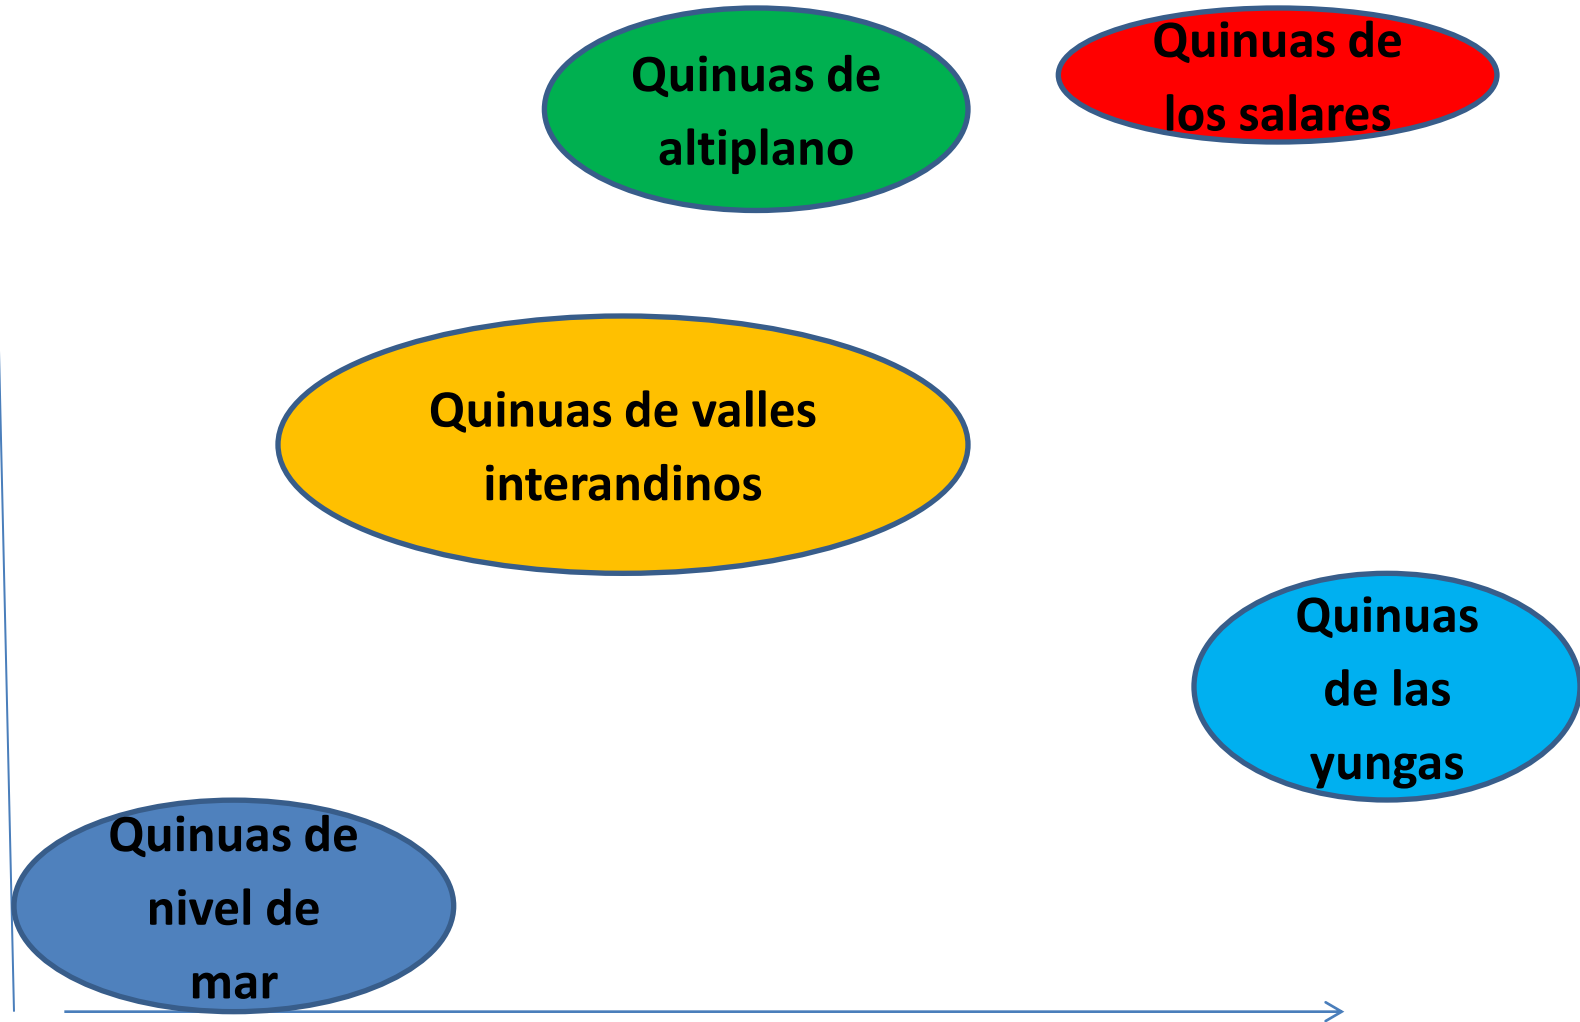 Quinuas de
altiplano
Quinuas de
los salares
Quinuas de valles
interandinos
Quinuas
de las
yungas
Quinuas de
nivel de
mar